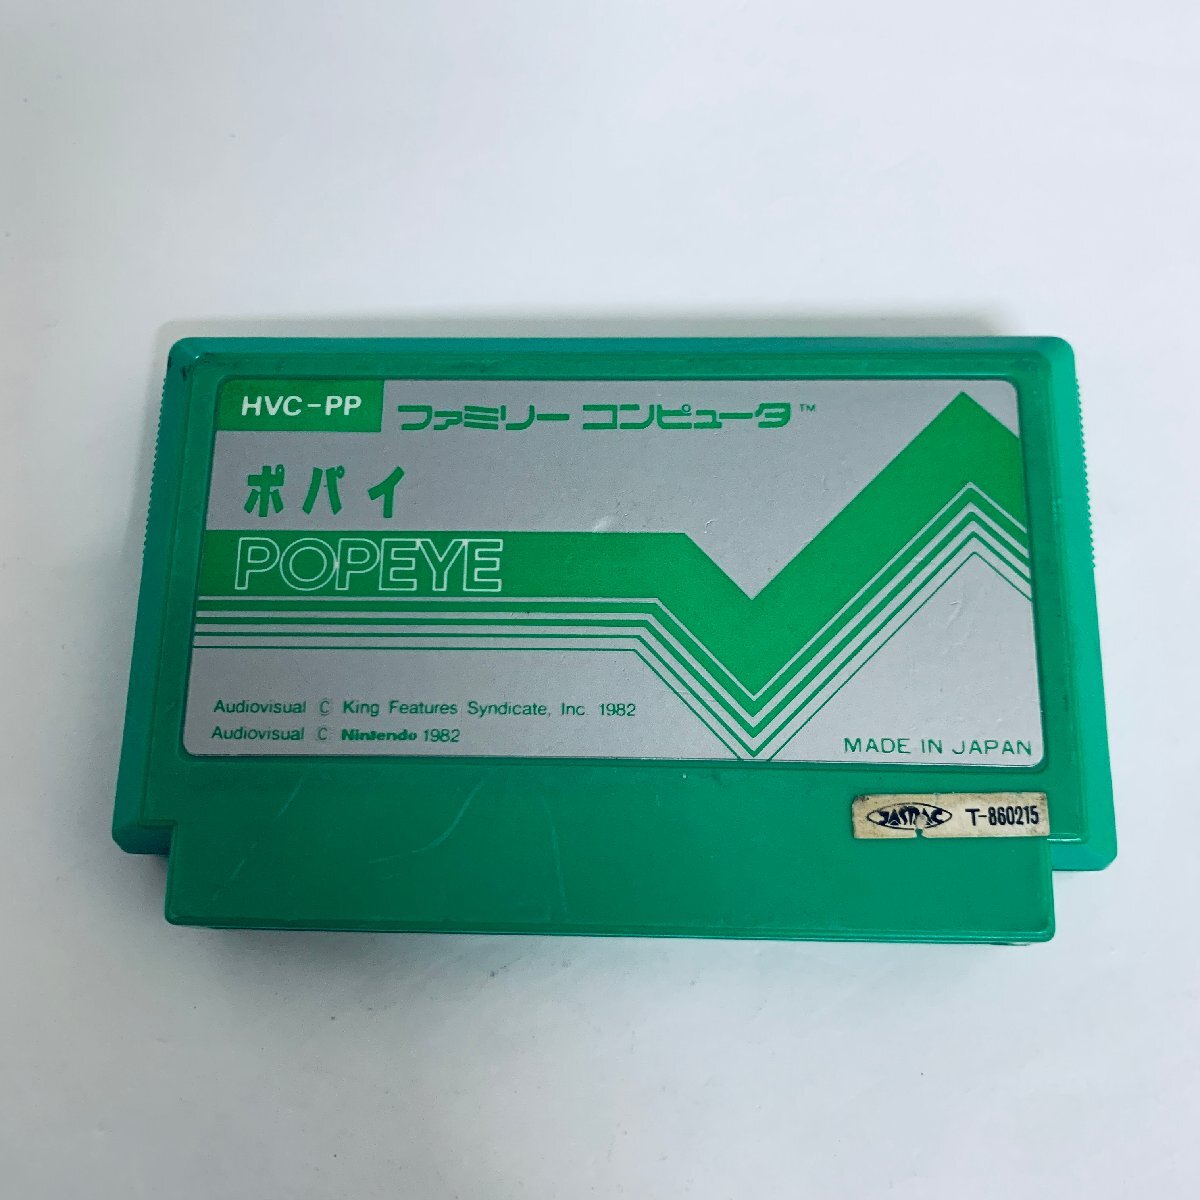 HVC-PP ファミリー コンピュータ™
ポパイ
POPEYE
Audiovisual © King Features Syndicate, Inc. 1982
Audiovisual © Nintendo 1982
MADE IN JAPAN
JASRAC T-860215